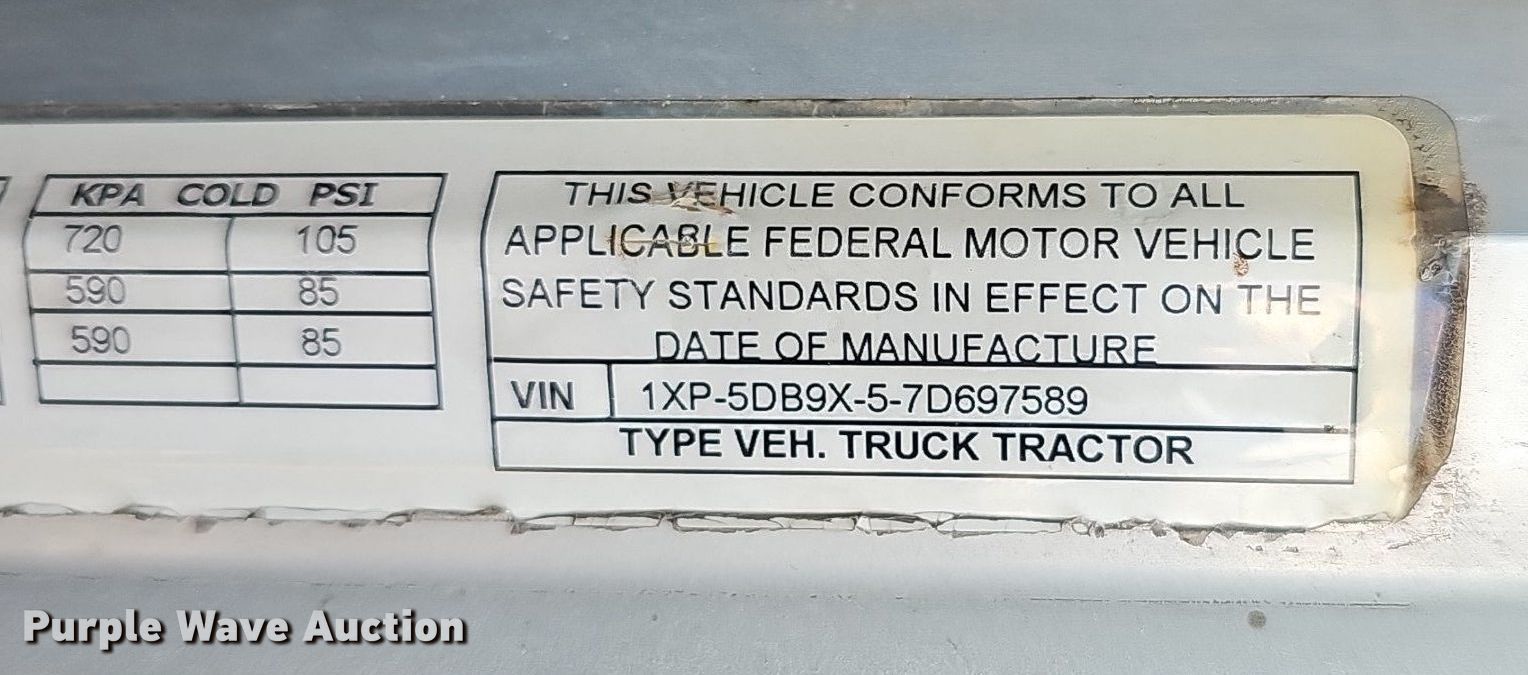 KPA COLD PSI
720 105
590 85
590 85
THIS VEHICLE CONFORMS TO ALL
APPLICABLE FEDERAL MOTOR VEHICLE
SAFETY STANDARDS IN EFFECT ON THE
DATE OF MANUFACTURE
VIN 1XP-5DB9X-5-7D697589
TYPE VEH. TRUCK TRACTOR
Purple Wave Auction